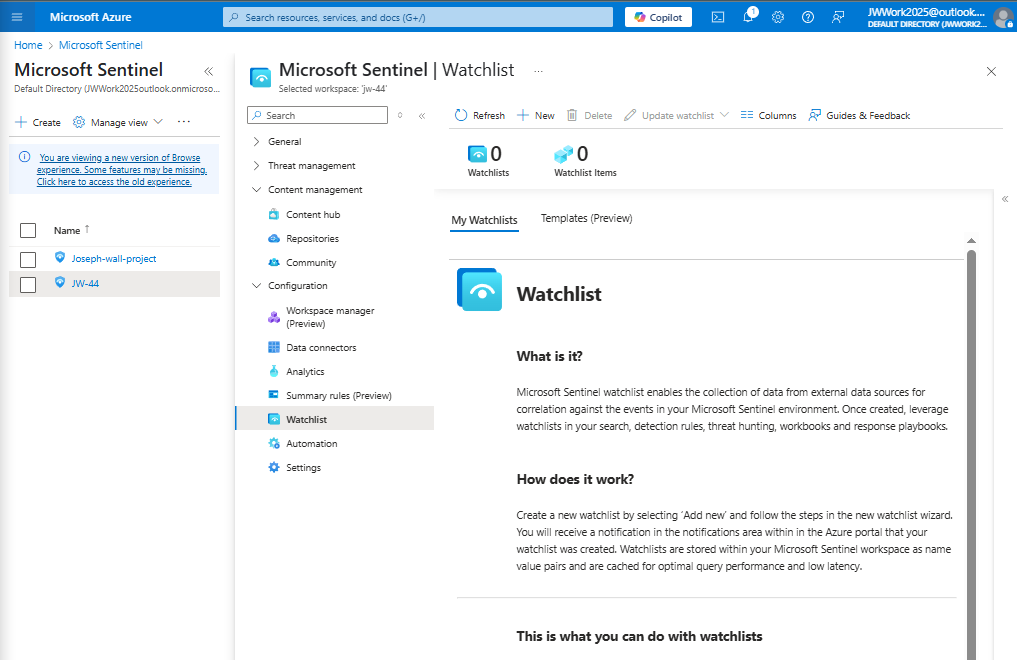 Microsoft Azure
Search resources, services, and docs (G+/)
Copilot
1
JWWork2025@outlook....
DEFAULT DIRECTORY (JWWORK2...
Home > Microsoft Sentinel
Microsoft Sentinel
Default Directory (JWWork2025outlook.onmicroso...
Create
Manage view
...
You are viewing a new version of Browse
experience. Some features may be missing.
Click here to access the old experience.
Name ↑
Joseph-wall-project
JW-44
Microsoft Sentinel | Watchlist
...
Selected workspace: 'jw-44'
Search
General
Threat management
Content management
Content hub
Repositories
Community
Configuration
Workspace manager
(Preview)
Data connectors
Analytics
Summary rules (Preview)
Watchlist
Automation
Settings
Refresh
New
Delete
Update watchlist
Columns
Guides & Feedback
0
Watchlists
0
Watchlist Items
My Watchlists
Templates (Preview)
Watchlist
What is it?
Microsoft Sentinel watchlist enables the collection of data from external data sources for
correlation against the events in your Microsoft Sentinel environment. Once created, leverage
watchlists in your search, detection rules, threat hunting, workbooks and response playbooks.
How does it work?
Create a new watchlist by selecting 'Add new' and follow the steps in the new watchlist wizard.
You will receive a notification in the notifications area within in the Azure portal that your
watchlist was created. Watchlists are stored within your Microsoft Sentinel workspace as name
value pairs and are cached for optimal query performance and low latency.
This is what you can do with watchlists